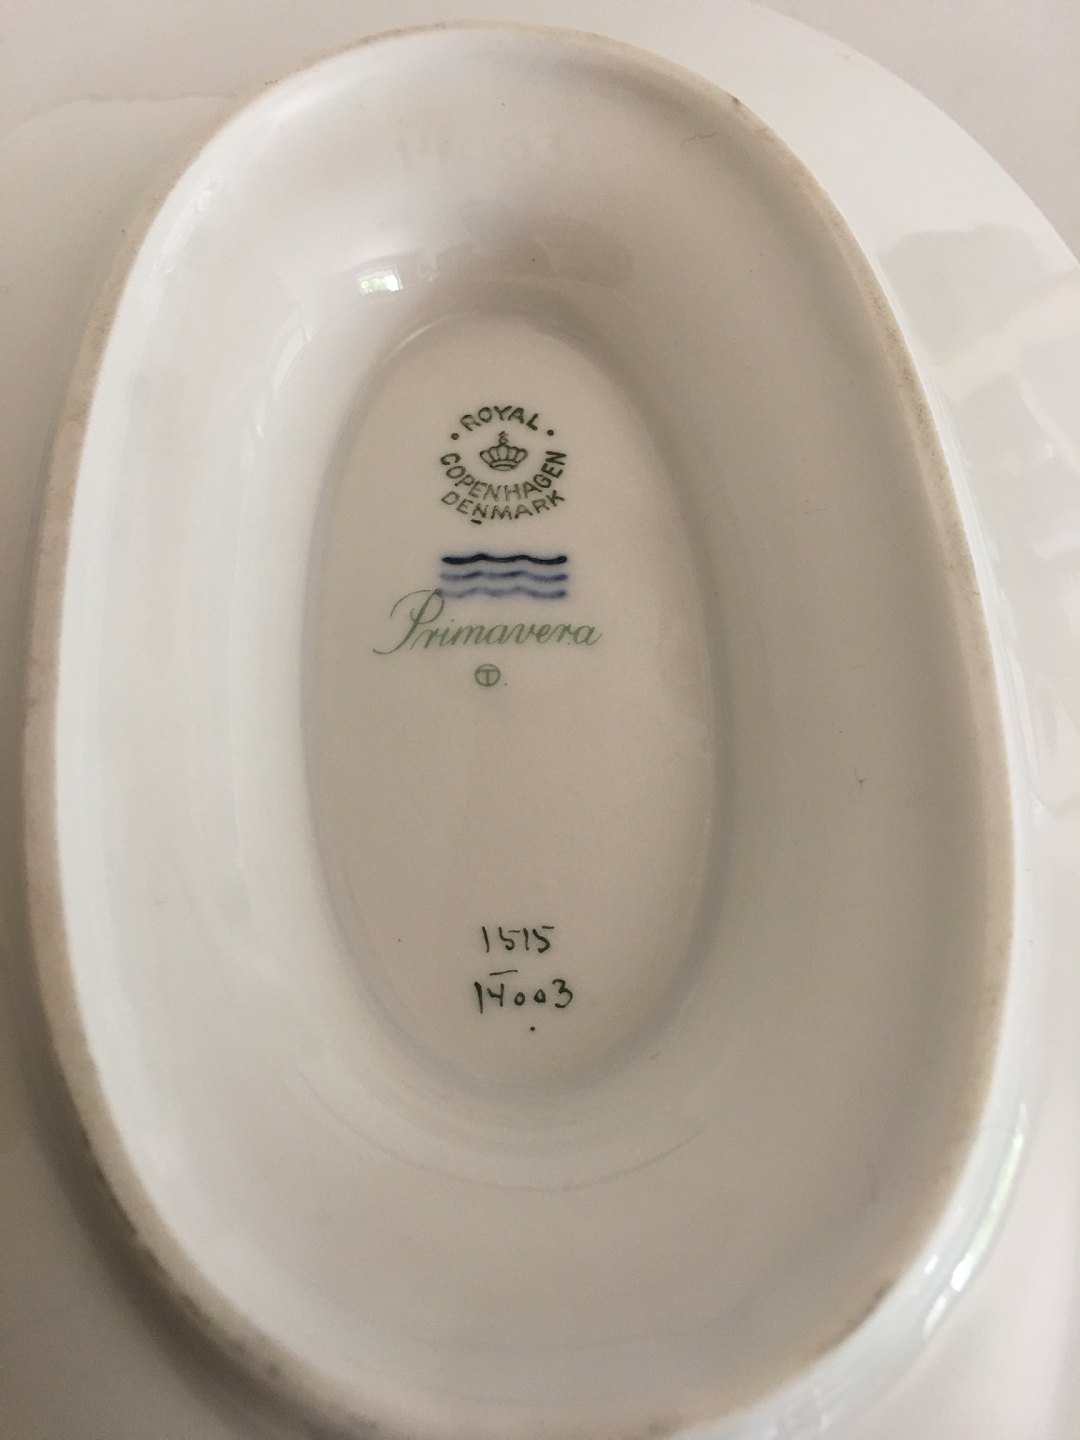 ROYAL
COPENHAGEN
DENMARK
Primavera
T
1515
14003